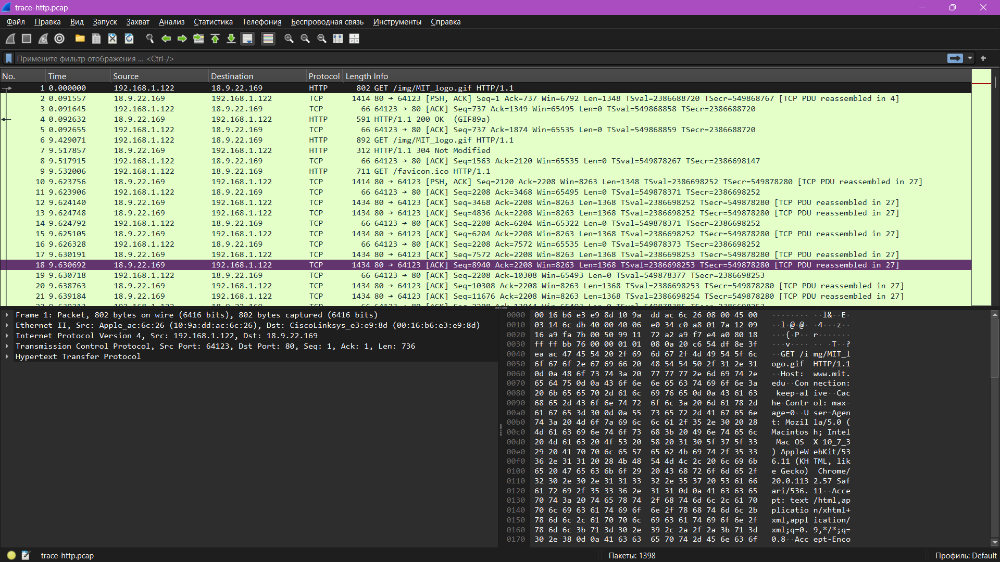 trace-http.pcap
Файл Правка Вид Запуск Захват Анализ Статистика Телефония Беспроводная связь Инструменты Справка
Примените фильтр отображения … <Ctrl-/>
No. Time Source Destination Protocol Length Info
1 0.000000 192.168.1.122 18.9.22.169 HTTP 802 GET /img/MIT_logo.gif HTTP/1.1
2 0.091557 18.9.22.169 192.168.1.122 TCP 1414 80 → 64123 [PSH, ACK] Seq=1 Ack=737 Win=6792 Len=1348 TSval=2386688720 TSecr=549868767 [TCP PDU reassembled in 4]
3 0.091645 192.168.1.122 18.9.22.169 TCP 66 64123 → 80 [ACK] Seq=737 Ack=1349 Win=65495 Len=0 TSval=549868858 TSecr=2386688720
4 0.092632 18.9.22.169 192.168.1.122 HTTP 591 HTTP/1.1 200 OK  (GIF89a)
5 0.092655 192.168.1.122 18.9.22.169 TCP 66 64123 → 80 [ACK] Seq=737 Ack=1874 Win=65535 Len=0 TSval=549868859 TSecr=2386688720
6 9.429071 192.168.1.122 18.9.22.169 HTTP 892 GET /img/MIT_logo.gif HTTP/1.1
7 9.517857 18.9.22.169 192.168.1.122 HTTP 312 HTTP/1.1 304 Not Modified
8 9.517915 192.168.1.122 18.9.22.169 TCP 66 64123 → 80 [ACK] Seq=1563 Ack=2120 Win=65535 Len=0 TSval=549878267 TSecr=2386698147
9 9.532006 192.168.1.122 18.9.22.169 HTTP 711 GET /favicon.ico HTTP/1.1
10 9.623756 18.9.22.169 192.168.1.122 TCP 1414 80 → 64123 [PSH, ACK] Seq=2120 Ack=2208 Win=8263 Len=1348 TSval=2386698252 TSecr=549878280 [TCP PDU reassembled in 27]
11 9.623906 192.168.1.122 18.9.22.169 TCP 66 64123 → 80 [ACK] Seq=2208 Ack=3468 Win=65495 Len=0 TSval=549878371 TSecr=2386698252
12 9.624140 18.9.22.169 192.168.1.122 TCP 1434 80 → 64123 [ACK] Seq=3468 Ack=2208 Win=8263 Len=1368 TSval=2386698252 TSecr=549878280 [TCP PDU reassembled in 27]
13 9.624748 18.9.22.169 192.168.1.122 TCP 1434 80 → 64123 [ACK] Seq=4836 Ack=2208 Win=8263 Len=1368 TSval=2386698252 TSecr=549878280 [TCP PDU reassembled in 27]
14 9.624792 192.168.1.122 18.9.22.169 TCP 66 64123 → 80 [ACK] Seq=2208 Ack=6204 Win=65322 Len=0 TSval=549878371 TSecr=2386698252
15 9.625105 18.9.22.169 192.168.1.122 TCP 1434 80 → 64123 [ACK] Seq=6204 Ack=2208 Win=8263 Len=1368 TSval=2386698252 TSecr=549878280 [TCP PDU reassembled in 27]
16 9.626328 192.168.1.122 18.9.22.169 TCP 66 64123 → 80 [ACK] Seq=2208 Ack=7572 Win=65535 Len=0 TSval=549878373 TSecr=2386698252
17 9.630191 18.9.22.169 192.168.1.122 TCP 1434 80 → 64123 [ACK] Seq=7572 Ack=2208 Win=8263 Len=1368 TSval=2386698253 TSecr=549878280 [TCP PDU reassembled in 27]
18 9.630692 18.9.22.169 192.168.1.122 TCP 1434 80 → 64123 [ACK] Seq=8940 Ack=2208 Win=8263 Len=1368 TSval=2386698253 TSecr=549878280 [TCP PDU reassembled in 27]
19 9.630718 192.168.1.122 18.9.22.169 TCP 66 64123 → 80 [ACK] Seq=2208 Ack=10308 Win=65493 Len=0 TSval=549878377 TSecr=2386698253
20 9.638763 18.9.22.169 192.168.1.122 TCP 1434 80 → 64123 [ACK] Seq=10308 Ack=2208 Win=8263 Len=1368 TSval=2386698253 TSecr=549878280 [TCP PDU reassembled in 27]
21 9.639184 18.9.22.169 192.168.1.122 TCP 1434 80 → 64123 [ACK] Seq=11676 Ack=2208 Win=8263 Len=1368 TSval=2386698254 TSecr=549878280 [TCP PDU reassembled in 27]
Frame 1: Packet, 802 bytes on wire (6416 bits), 802 bytes captured (6416 bits)
Ethernet II, Src: Apple_ac:6c:26 (10:9a:dd:ac:6c:26), Dst: CiscoLinksys_e3:e9:8d (00:16:b6:e3:e9:8d)
Internet Protocol Version 4, Src: 192.168.1.122, Dst: 18.9.22.169
Transmission Control Protocol, Src Port: 64123, Dst Port: 80, Seq: 1, Ack: 1, Len: 736
Hypertext Transfer Protocol
0000 00 16 b6 e3 e9 8d 10 9a dd ac 6c 26 08 00 45 00 ········ ··l&··E·
0010 03 14 6c db 40 00 40 06 e0 34 c0 a8 01 7a 12 09 ··l·@·@· ·4···z··
0020 16 a9 fa 7b 00 50 99 11 72 a2 a9 f7 e4 a0 80 18 ···{·P·· r·······
0030 ff ff bb 76 00 00 01 01 08 0a 20 c6 54 df 8e 3f ···v···· ·· ·T··?
0040 ea ac 47 45 54 20 2f 69 6d 67 2f 4d 49 54 5f 6c ··GET /i mg/MIT_l
0050 6f 67 6f 2e 67 69 66 20 48 54 54 50 2f 31 2e 31 ogo.gif HTTP/1.1
0060 0d 0a 48 6f 73 74 3a 20 77 77 77 2e 6d 69 74 2e ··Host: www.mit.
0070 65 64 75 0d 0a 43 6f 6e 6e 65 63 74 69 6f 6e 3a edu··Con nection:
0080 20 6b 65 65 70 2d 61 6c 69 76 65 0d 0a 43 61 63 keep-al ive··Cac
0090 68 65 2d 43 6f 6e 74 72 6f 6c 3a 20 6d 61 78 2d he-Contr ol: max-
00a0 61 67 65 3d 30 0d 0a 55 73 65 72 2d 41 67 65 6e age=0··U ser-Agen
00b0 74 3a 20 4d 6f 7a 69 6c 6c 61 2f 35 2e 30 20 28 t: Mozil la/5.0 (
00c0 4d 61 63 69 6e 74 6f 73 68 3b 20 49 6e 74 65 6c Macintos h; Intel
00d0 20 4d 61 63 20 4f 53 20 58 20 31 30 5f 37 5f 33 Mac OS X 10_7_3
00e0 29 20 41 70 70 6c 65 57 65 62 4b 69 74 2f 35 33 ) AppleW ebKit/53
00f0 36 2e 31 31 20 28 4b 48 54 4d 4c 2c 20 6c 69 6b 6.11 (KH TML, lik
0100 65 20 47 65 63 6b 6f 29 20 43 68 72 6f 6d 65 2f e Gecko) Chrome/
0110 32 30 2e 30 2e 31 31 33 32 2e 35 37 20 53 61 66 20.0.113 2.57 Saf
0120 61 72 69 2f 35 33 36 2e 31 31 0d 0a 41 63 63 65 ari/536. 11··Acce
0130 70 74 3a 20 74 65 78 74 2f 68 74 6d 6c 2c 61 70 pt: text /html,ap
0140 70 6c 69 63 61 74 69 6f 6e 2f 78 68 74 6d 6c 2b plicatio n/xhtml+
0150 78 6d 6c 2c 61 70 70 6c 69 63 61 74 69 6f 6e 2f xml,appl ication/
0160 78 6d 6c 3b 71 3d 30 2e 39 2c 2a 2f 2a 3b 71 3d xml;q=0. 9,*/*;q=
0170 30 2e 38 0d 0a 41 63 63 65 70 74 2d 45 6e 63 6f 0.8··Acc ept-Enco
trace-http.pcap
Пакеты: 1398
Профиль: Default